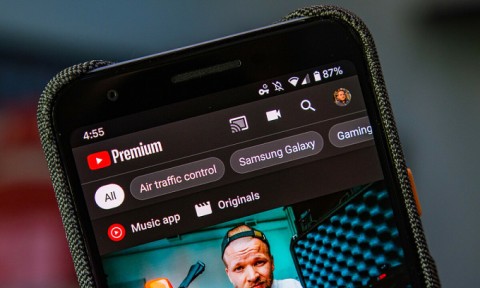 4:55 87%
Premium
All Air traffic control Samsung Galaxy Gaming
Music app Originals